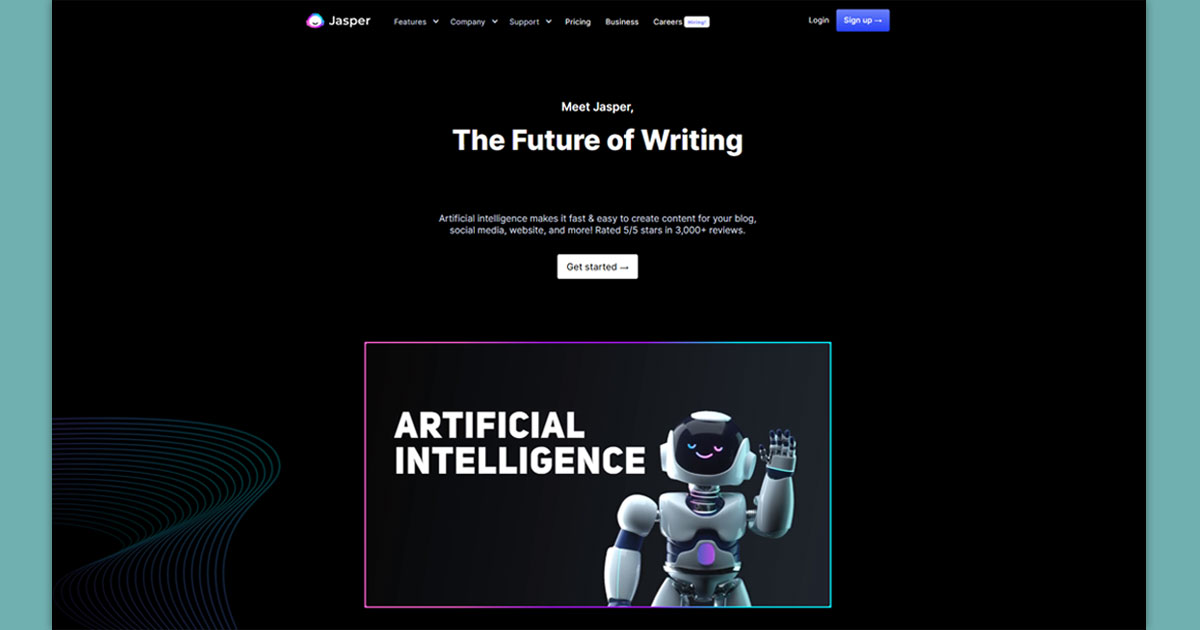 Jasper Features Company Support Pricing Business Careers Hiring! Login Sign up →
Meet Jasper,
The Future of Writing
Artificial intelligence makes it fast & easy to create content for your blog,
social media, website, and more! Rated 5/5 stars in 3,000+ reviews.
Get started →
ARTIFICIAL
INTELLIGENCE